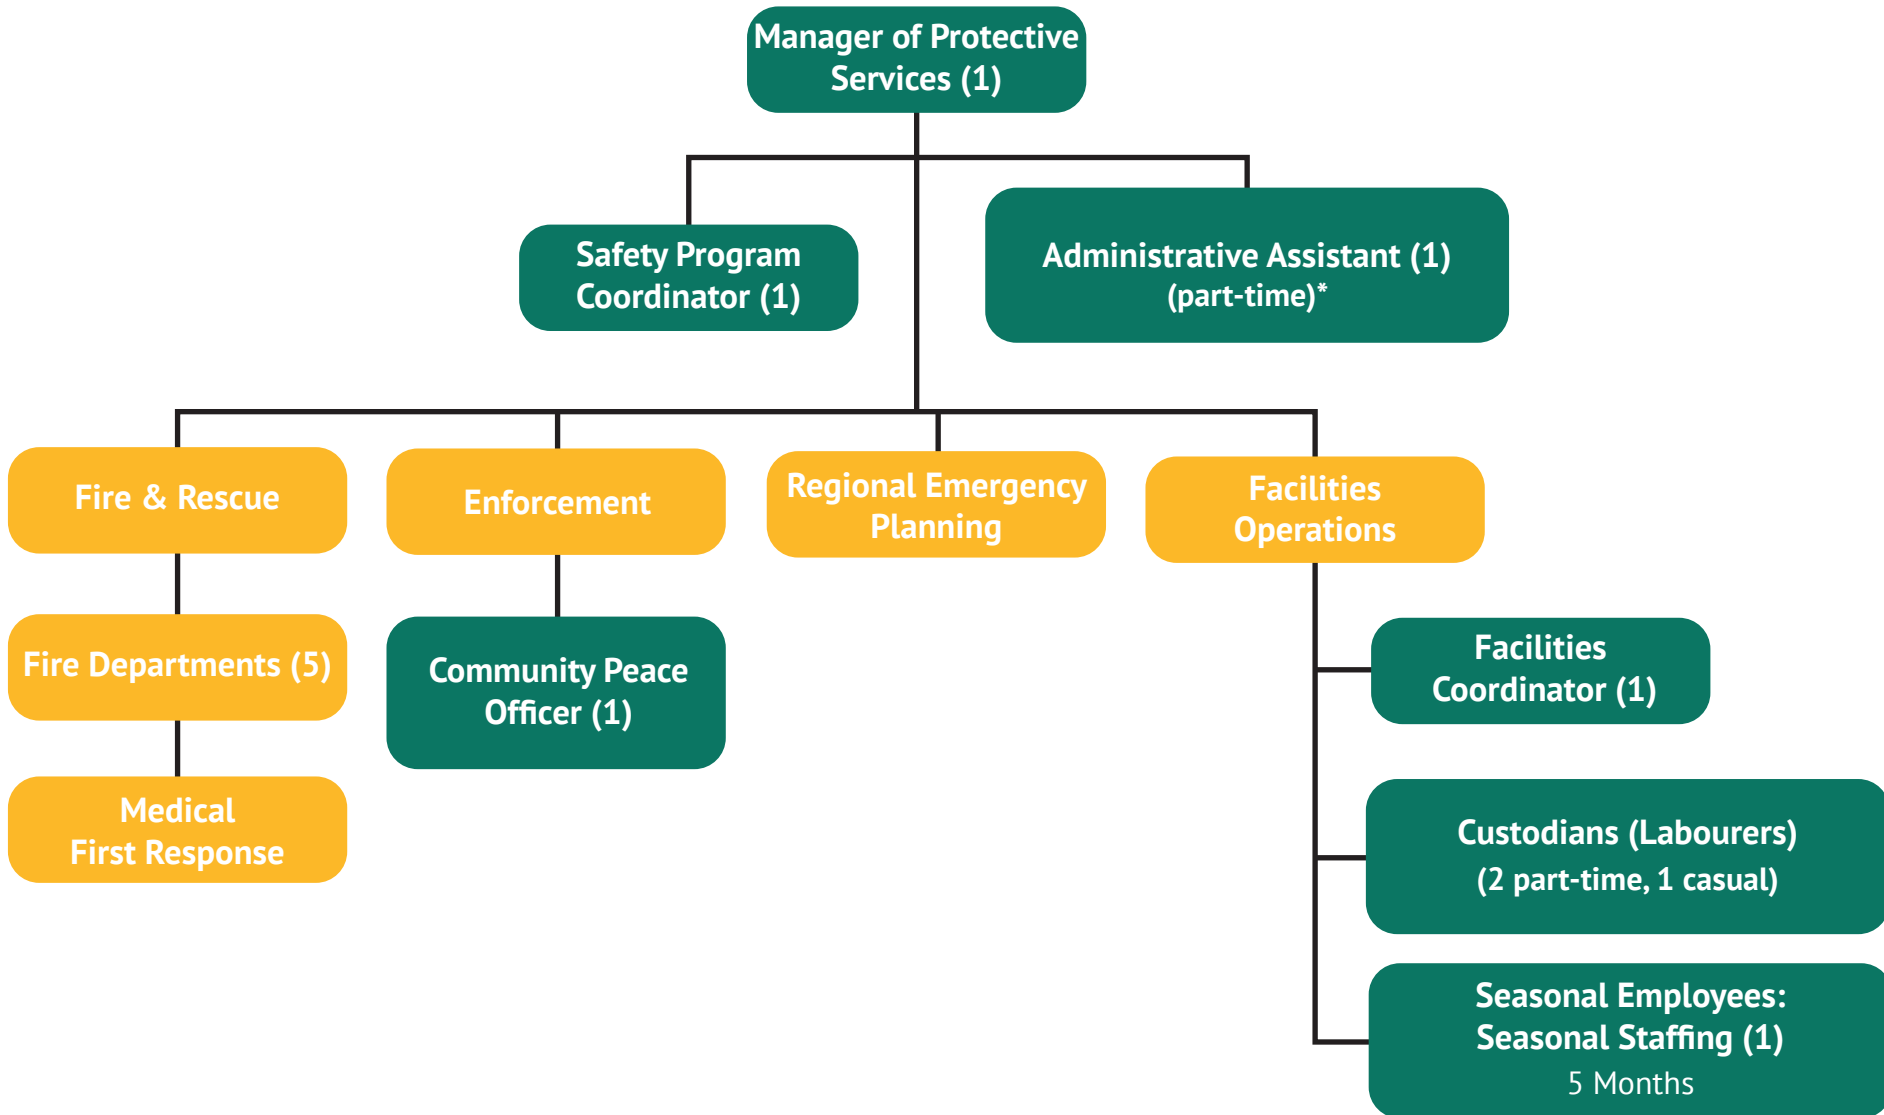 Manager of Protective
Services (1)
Safety Program
Coordinator (1)
Administrative Assistant (1)
(part-time)*
Fire & Rescue
Enforcement
Regional Emergency
Planning
Facilities
Operations
Fire Departments (5)
Community Peace
Officer (1)
Facilities
Coordinator (1)
Medical
First Response
Custodians (Labourers)
(2 part-time, 1 casual)
Seasonal Employees:
Seasonal Staffing (1)
5 Months